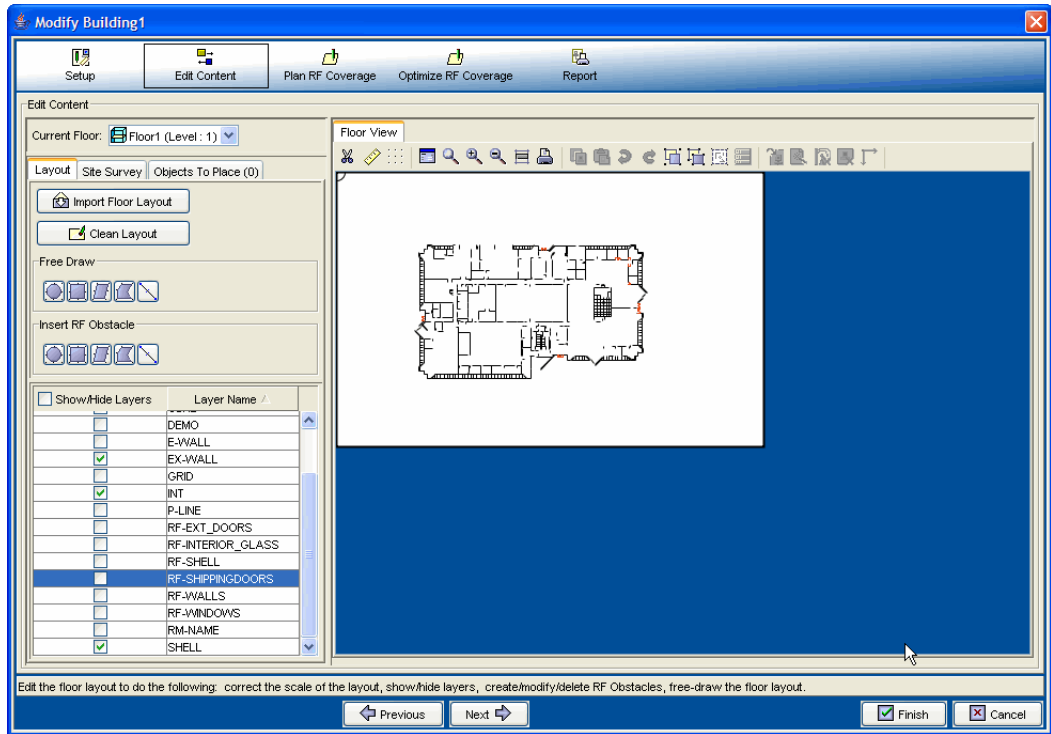 Modify Building1
Setup
Edit Content
Plan RF Coverage
Optimize RF Coverage
Report
Edit Content
Current Floor: Floor1 (Level : 1)
Layout
Site Survey
Objects To Place (0)
Import Floor Layout
Clean Layout
Free Draw
Insert RF Obstacle
Show/Hide Layers
Layer Name
DEMO
E-WALL
EX-WALL
GRID
INT
P-LINE
RF-EXT_DOORS
RF-INTERIOR_GLASS
RF-SHELL
RF-SHIPPINGDOORS
RF-WALLS
RF-WINDOWS
RM-NAME
SHELL
Floor View
Edit the floor layout to do the following: correct the scale of the layout, show/hide layers, create/modify/delete RF Obstacles, free-draw the floor layout.
Previous
Next
Finish
Cancel